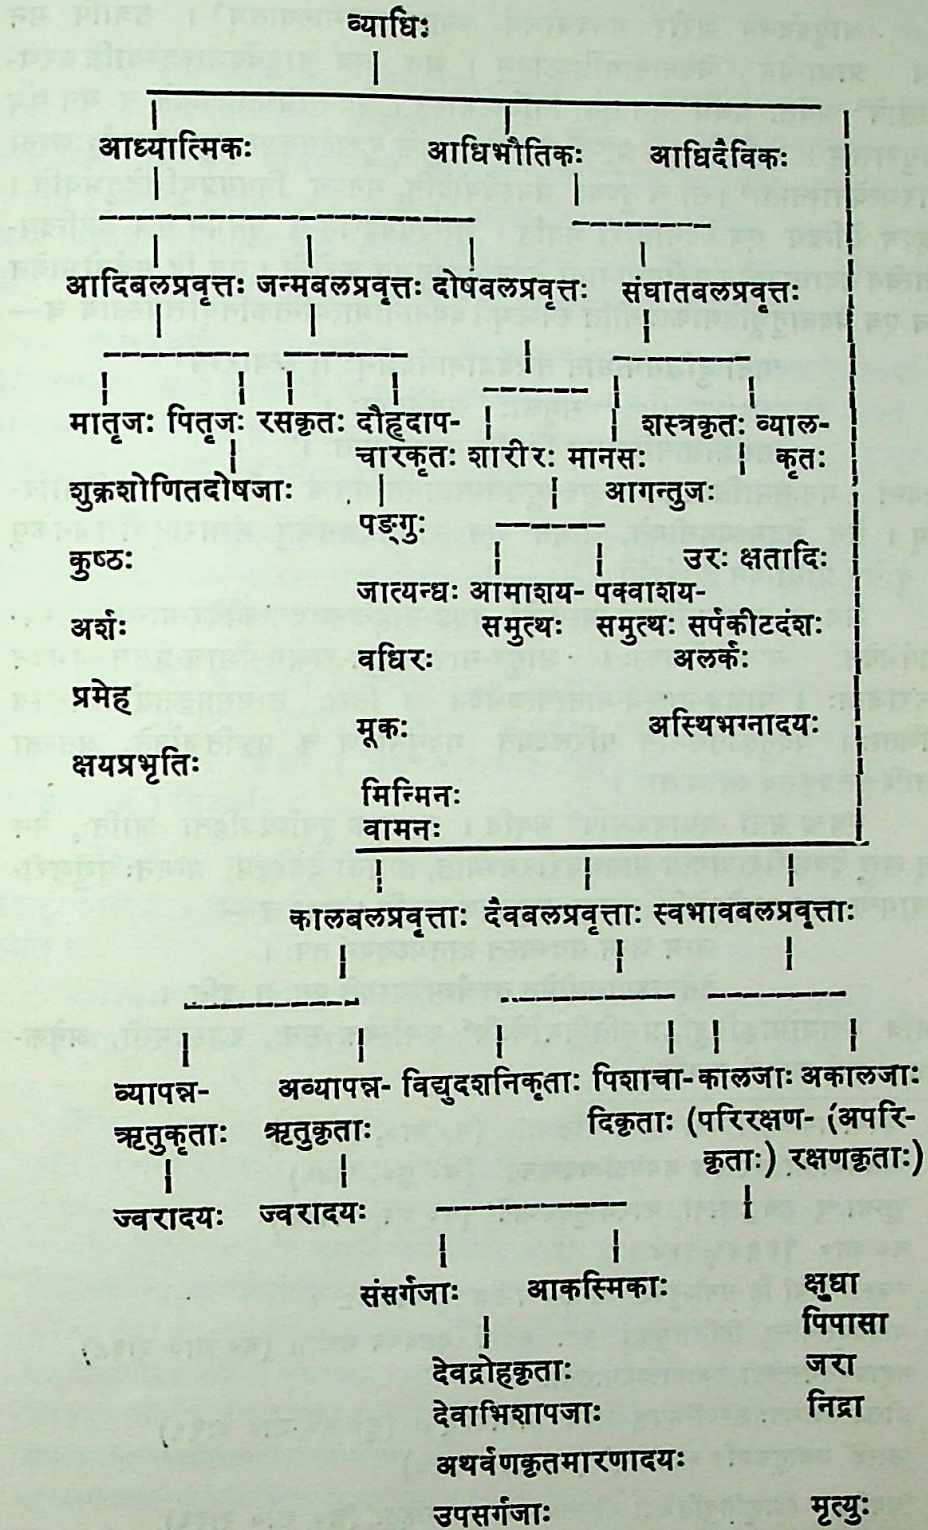 व्याधिः
आध्यात्मिकः आधिभौतिकः आधिदैविकः
आदिबलप्रवृत्तः जन्मबलप्रवृत्तः दोषबलप्रवृत्तः संघातबलप्रवृत्तः
मातृजः पितृजः रसकृतः दौहृदाप- शस्त्रकृतः व्याल-
चारकृतः शारीरः मानसः कृतः
शुक्रशोणितदोषजाः आगन्तुजः
पङ्गुः
कुष्ठः उरः क्षतादिः
जात्यन्धः आमाशय- पक्वाशय-
अर्शः समुत्थः समुत्थः सर्पकीटदंशः
वधिरः अलर्कः
प्रमेह
मूकः अस्थिभग्नादयः
क्षयप्रभृतिः
मिन्मिनः
वामनः
कालबलप्रवृत्ताः दैवबलप्रवृत्ताः स्वभावबलप्रवृत्ताः
व्यापन्न- अव्यापन्न- विद्युदशनिकृताः पिशाचा- कालजाः अकालजाः
ऋतुकृताः ऋतुकृताः दिकृताः (परिरक्षण- (अपरि-
कृताः) रक्षणकृताः)
ज्वरादयः ज्वरादयः
संसर्गजाः आकस्मिकाः क्षुधा
पिपासा
देवद्रोहकृताः जरा
देवाभिशापजाः निद्रा
अथर्वणकृतमारणादयः
उपसर्गजाः मृत्युः